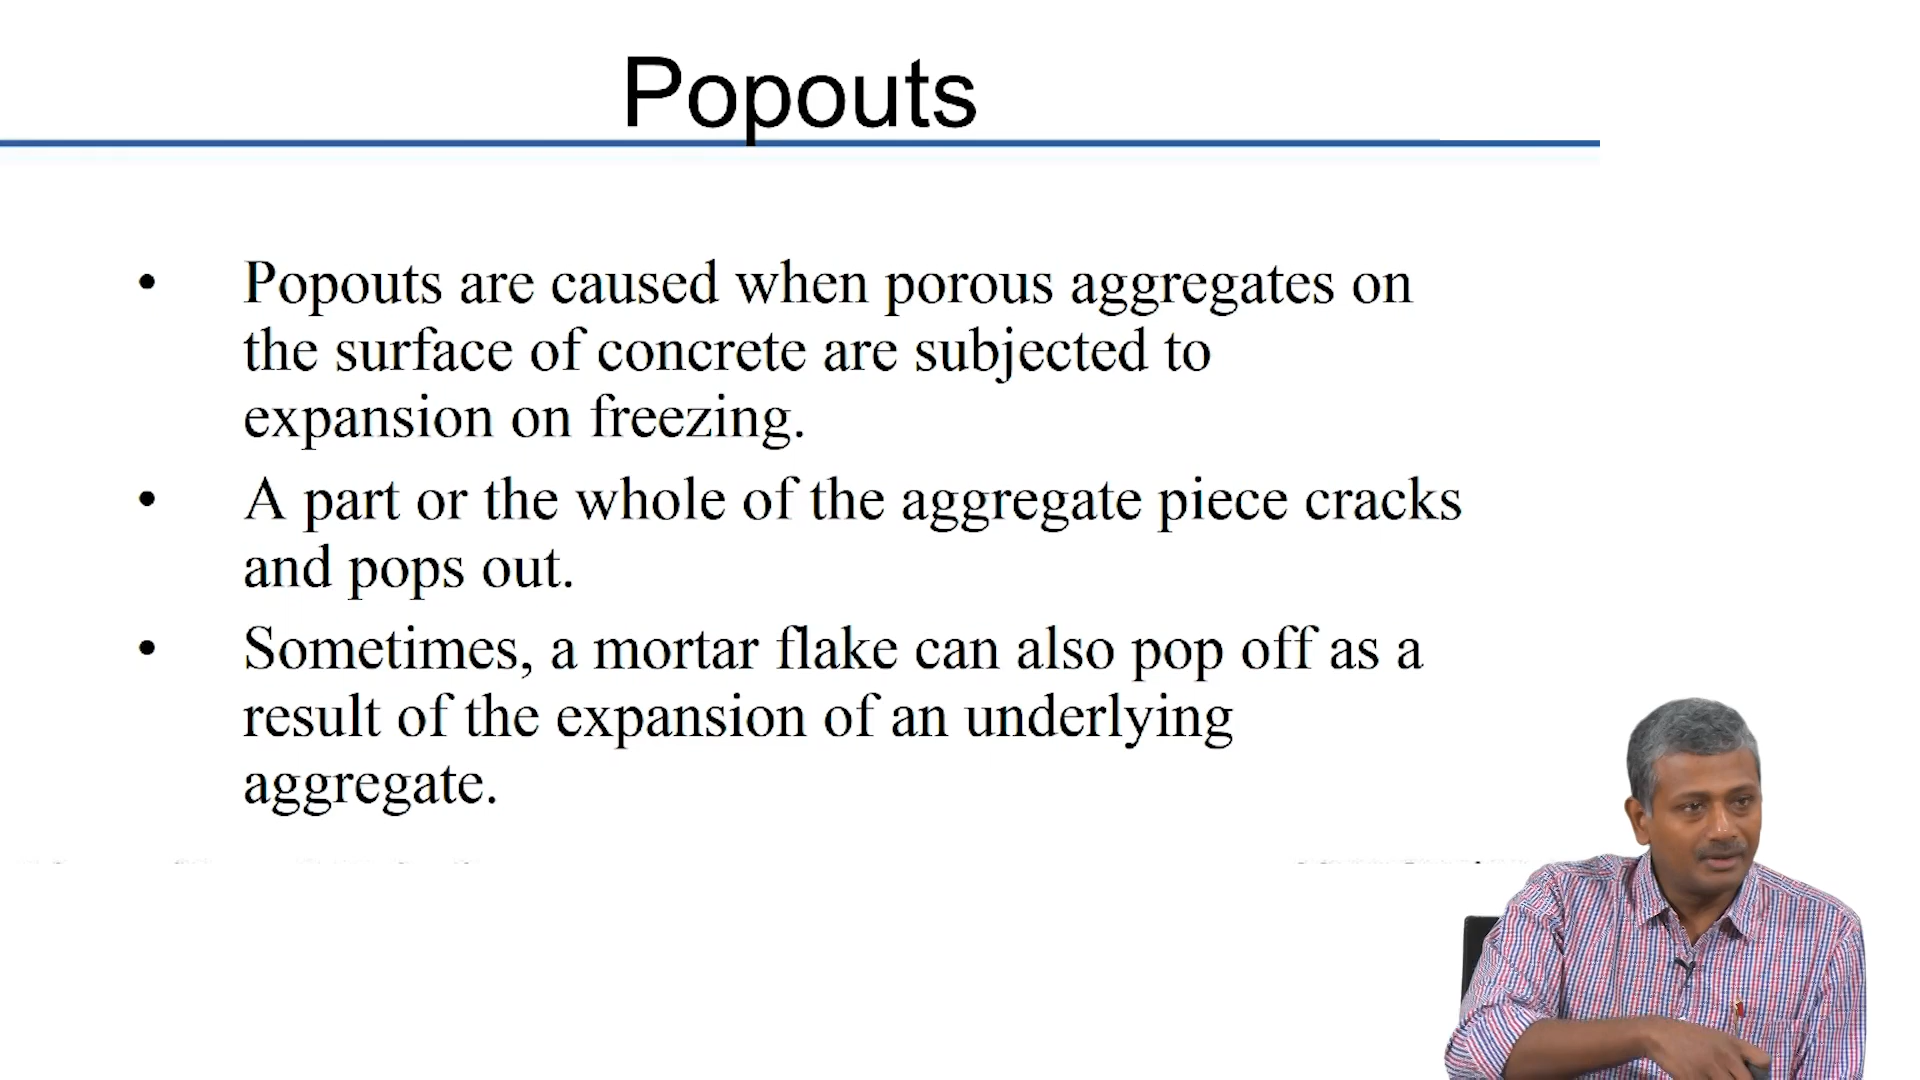 Popouts
• Popouts are caused when porous aggregates on
the surface of concrete are subjected to
expansion on freezing.
• A part or the whole of the aggregate piece cracks
and pops out.
• Sometimes, a mortar flake can also pop off as a
result of the expansion of an underlying
aggregate.